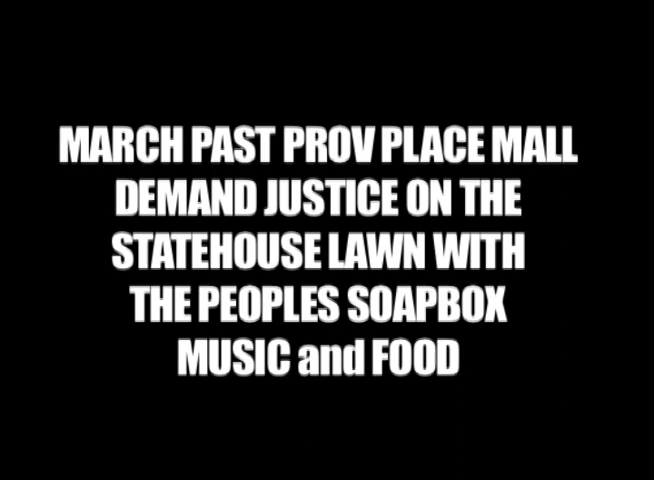 MARCH PAST PROV PLACE MALL
DEMAND JUSTICE ON THE
STATEHOUSE LAWN WITH
THE PEOPLES SOAPBOX
MUSIC and FOOD